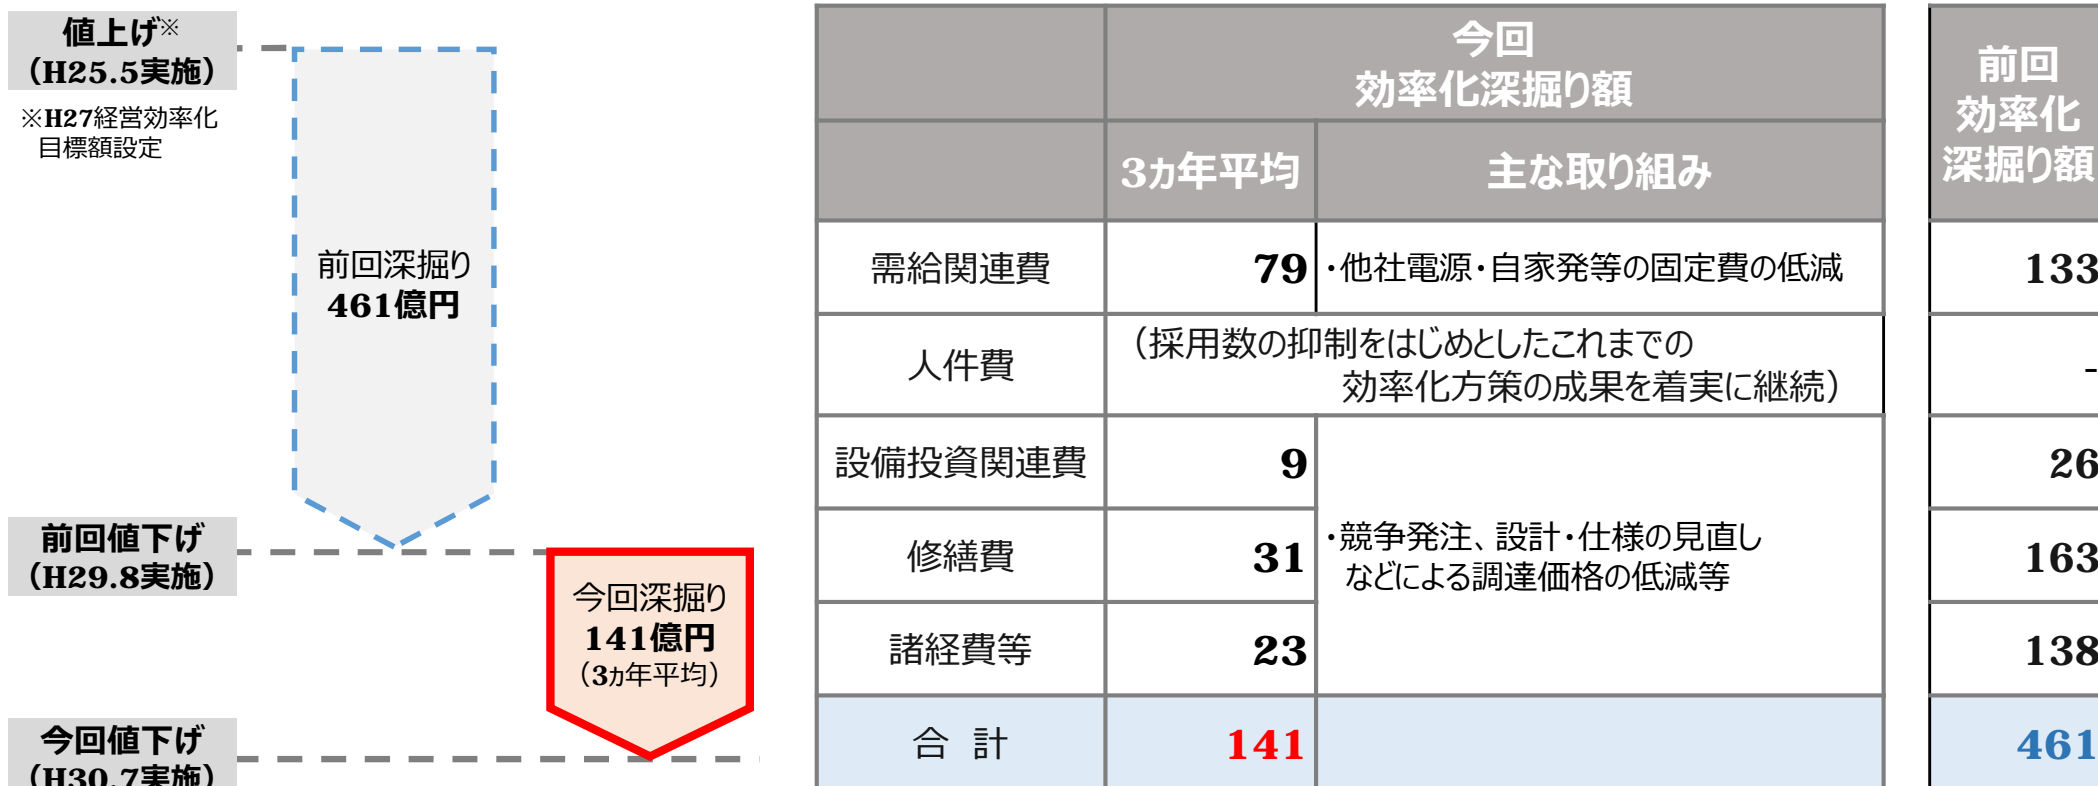 値上げ※
（H25.5実施）
※H27経営効率化
目標額設定
前回深掘り
461億円
前回値下げ
（H29.8実施）
今回深掘り
141億円
（3ヵ年平均）
今回値下げ
（H30.7実施）
今回
効率化深掘り額
3ヵ年平均
主な取り組み
前回
効率化
深掘り額
需給関連費
79
・他社電源・自家発等の固定費の低減
133
人件費
（採用数の抑制をはじめとしたこれまでの
効率化方策の成果を着実に継続）
-
設備投資関連費
9
26
修繕費
31
・競争発注、設計・仕様の見直し
などによる調達価格の低減等
163
諸経費等
23
138
合 計
141
461